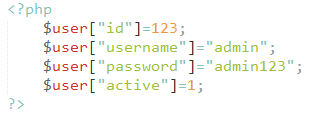 <?php
$user["id"]=123;
$user["username"]="admin";
$user["password"]="admin123";
$user["active"]=1;
?>